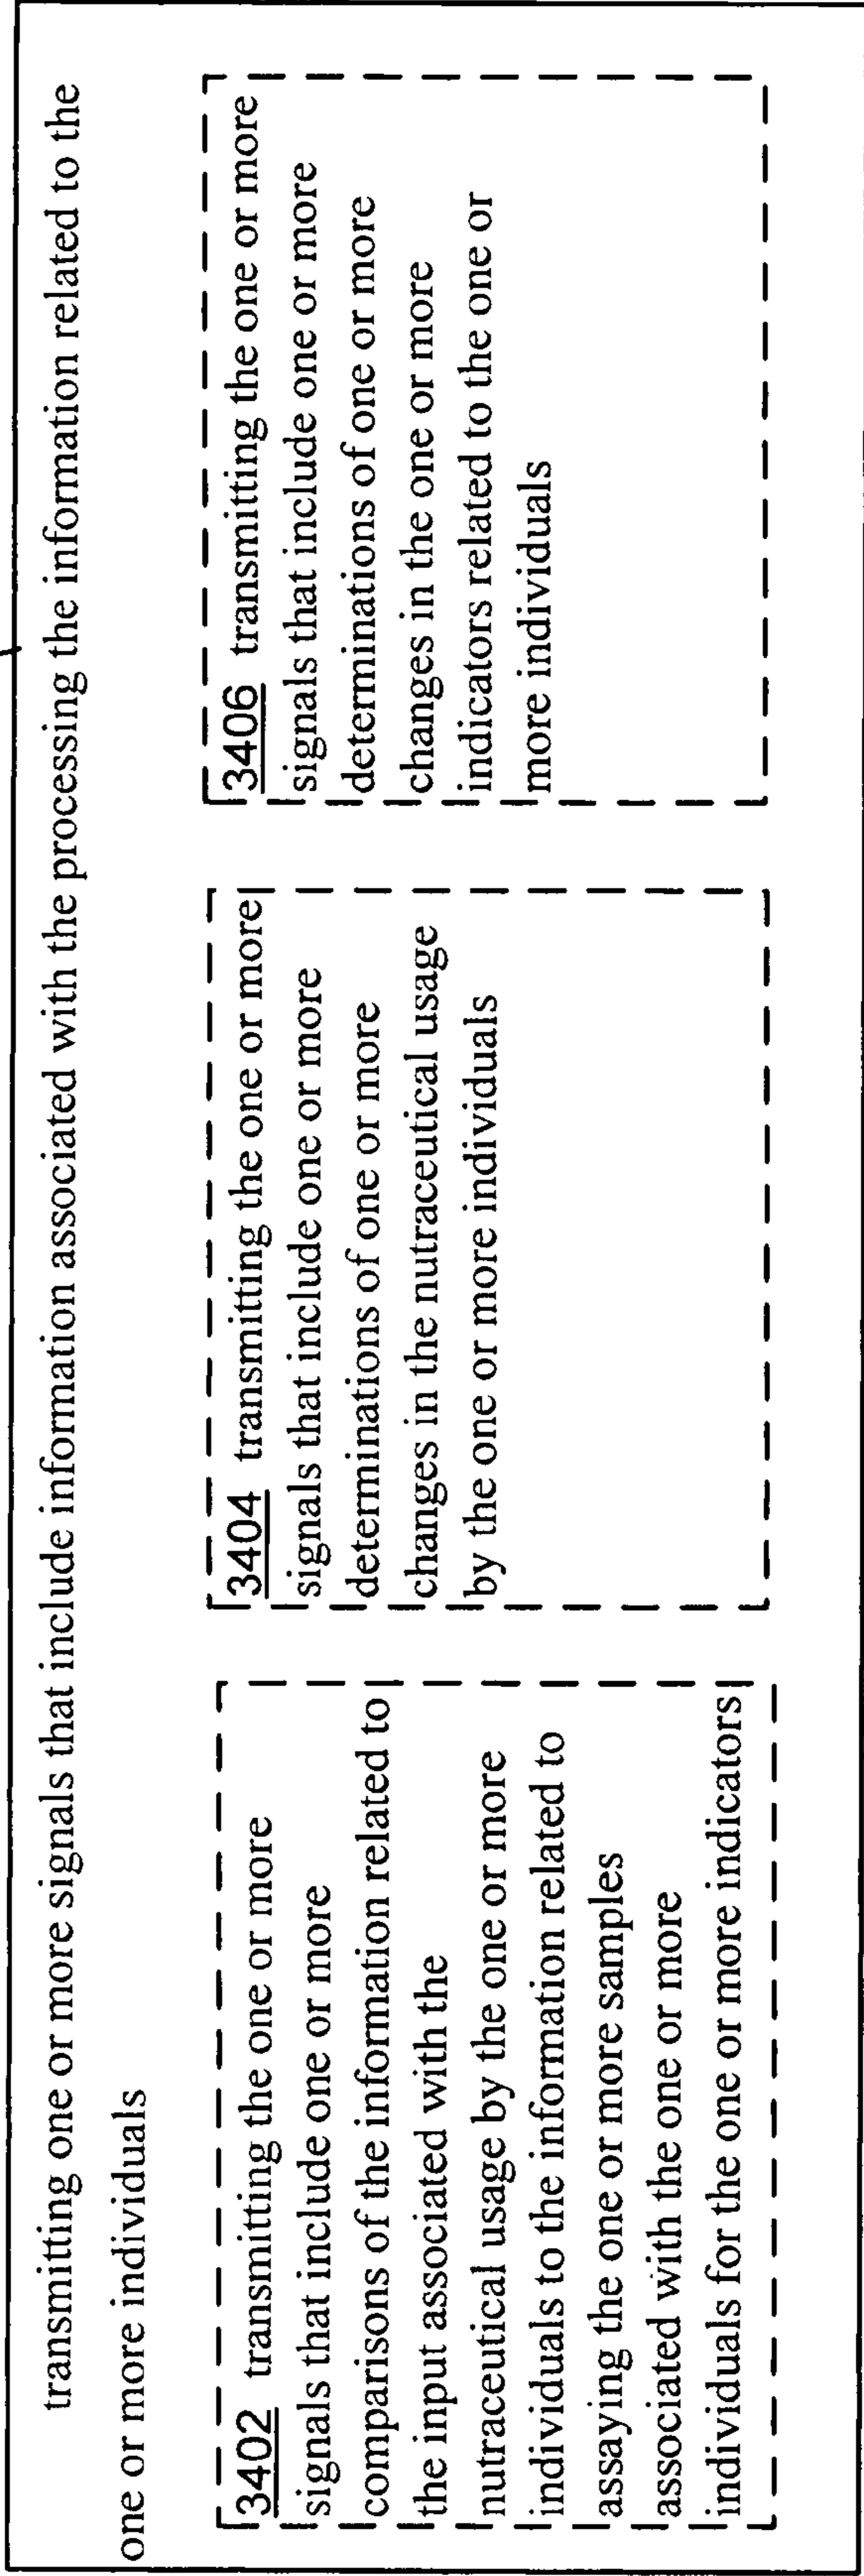 transmitting one or more signals that include information associated with the processing the information related to the
one or more individuals
3402 transmitting the one or more
signals that include one or more
comparisons of the information related to
the input associated with the
nutraceutical usage by the one or more
individuals to the information related to
assaying the one or more samples
associated with the one or more
individuals for the one or more indicators
3404 transmitting the one or more
signals that include one or more
determinations of one or more
changes in the nutraceutical usage
by the one or more individuals
3406 transmitting the one or more
signals that include one or more
determinations of one or more
changes in the one or more
indicators related to the one or
more individuals